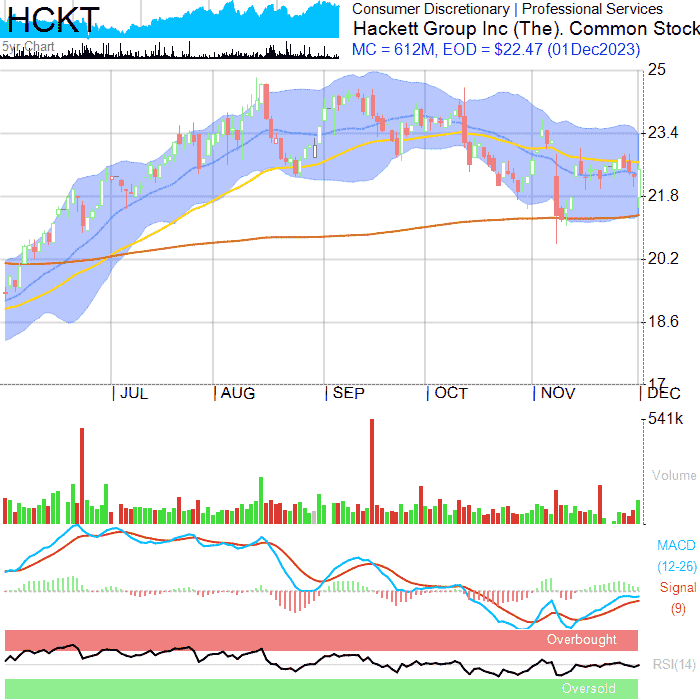 HCKT
5yr Chart
Consumer Discretionary | Professional Services
Hackett Group Inc (The). Common Stock
MC = 612M, EOD = $22.47 (01Dec2023)
25
23.4
21.8
20.2
18.6
17
JUL AUG SEP OCT NOV DEC
541k
Volume
MACD
(12-26)
Signal
(9)
Overbought
RSI(14)
Oversold